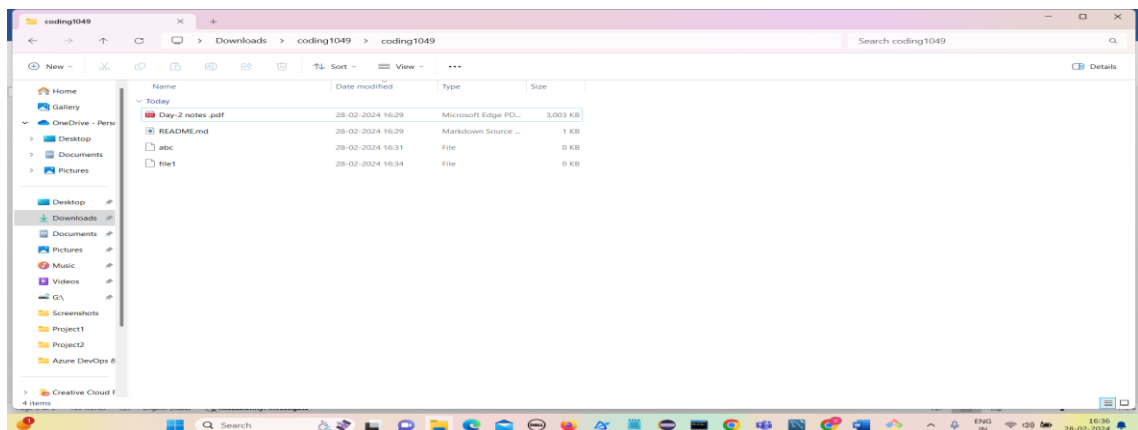 coding1049
Downloads > coding1049 > coding1049
Search coding1049
New
Sort
View
Details
Name Date modified Type Size
Today
Day-2 notes .pdf 28-02-2024 16:29 Microsoft Edge PD... 3,003 KB
README.md 28-02-2024 16:29 Markdown Source ... 1 KB
abc 28-02-2024 16:31 File 0 KB
file1 28-02-2024 16:34 File 0 KB
Home
Gallery
OneDrive - Pers
Desktop
Documents
Pictures
Desktop
Downloads
Documents
Pictures
Music
Videos
G:\
Screenshots
Project1
Project2
Azure DevOps &
Creative Cloud F
4 items
Search
ENG
IN
16:36
28-02-2024